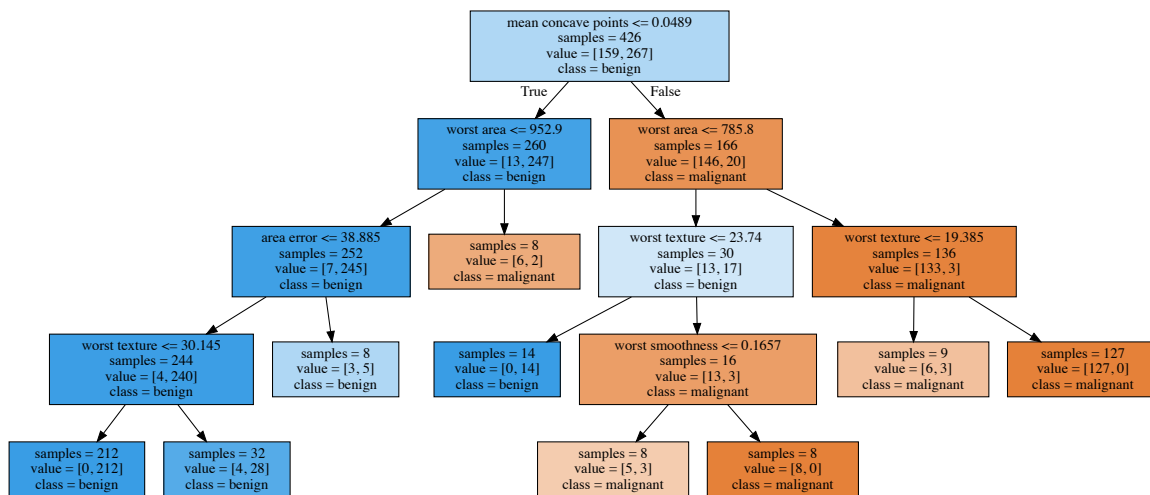 mean concave points <= 0.0489
samples = 426
value = [159, 267]
class = benign
True
False
worst area <= 952.9
samples = 260
value = [13, 247]
class = benign
worst area <= 785.8
samples = 166
value = [146, 20]
class = malignant
area error <= 38.885
samples = 252
value = [7, 245]
class = benign
samples = 8
value = [6, 2]
class = malignant
worst texture <= 23.74
samples = 30
value = [13, 17]
class = benign
worst texture <= 19.385
samples = 136
value = [133, 3]
class = malignant
worst texture <= 30.145
samples = 244
value = [4, 240]
class = benign
samples = 8
value = [3, 5]
class = benign
samples = 14
value = [0, 14]
class = benign
worst smoothness <= 0.1657
samples = 16
value = [13, 3]
class = malignant
samples = 9
value = [6, 3]
class = malignant
samples = 127
value = [127, 0]
class = malignant
samples = 212
value = [0, 212]
class = benign
samples = 32
value = [4, 28]
class = benign
samples = 8
value = [5, 3]
class = malignant
samples = 8
value = [8, 0]
class = malignant